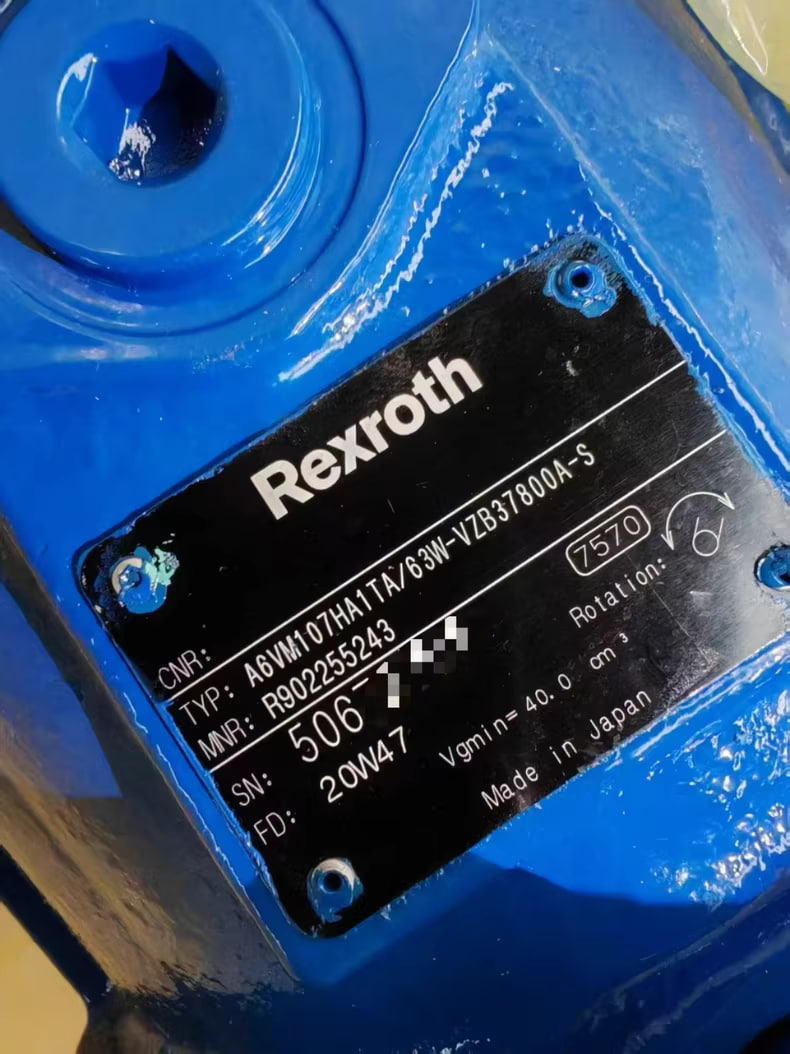 Rexroth
CNR:
TYP: A6VM107HA1TA/63W-VZB37800A-S
MNR: R902255243
7570
SN: 506-
Rotation:
FD: 20W47
Vgmin= 40.0 cm³
Made in Japan